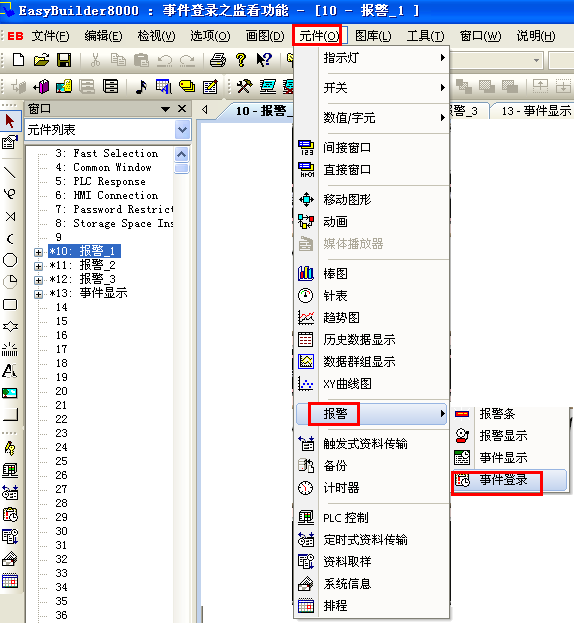 EasyBuilder8000 : 事件登录之监看功能 - [10 - 报警_1 ]
EB 文件(F) 编辑(E) 检视(V) 选项(O) 画图(D) 元件(O) 图库(L) 工具(T) 窗口(W) 说明(H)
窗口
元件列表
3: Fast Selection
4: Common Window
5: PLC Response
6: HMI Connection
7: Password Restrict
8: Storage Space Ins
9
*10: 报警_1
*11: 报警_2
*12: 报警_3
*13: 事件显示
14
15
16
17
18
19
20
21
22
23
24
25
26
27
28
29
30
31
32
33
34
35
36
10 - 报警_
报警_3
13 - 事件显示
指示灯
开关
数值/字元
间接窗口
直接窗口
移动图形
动画
媒体播放器
棒图
针表
趋势图
历史数据显示
数据群组显示
XY曲线图
报警
触发式资料传输
备份
计时器
PLC 控制
定时式资料传输
资料取样
系统信息
排程
报警条
报警显示
事件显示
事件登录